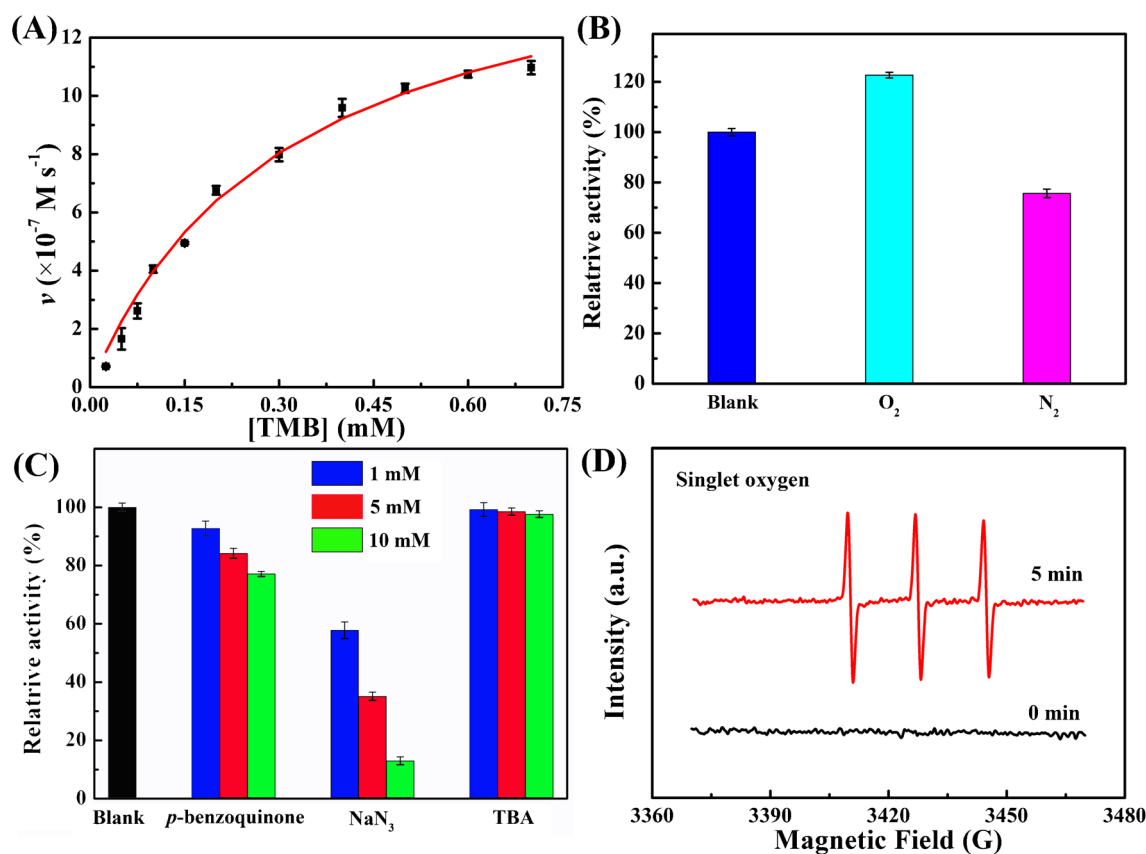 (A)
12
10
8
6
4
2
0
v (×10⁻⁷ M s⁻¹)
0.00 0.15 0.30 0.45 0.60 0.75
[TMB] (mM)
(B)
120
100
80
60
40
20
0
Relatrive activity (%)
Blank O₂ N₂
(C)
1 mM
5 mM
10 mM
100
80
60
40
20
0
Relatrive activity (%)
Blank p-benzoquinone NaN₃ TBA
(D)
Singlet oxygen
5 min
0 min
Intensity (a.u.)
3360 3390 3420 3450 3480
Magnetic Field (G)